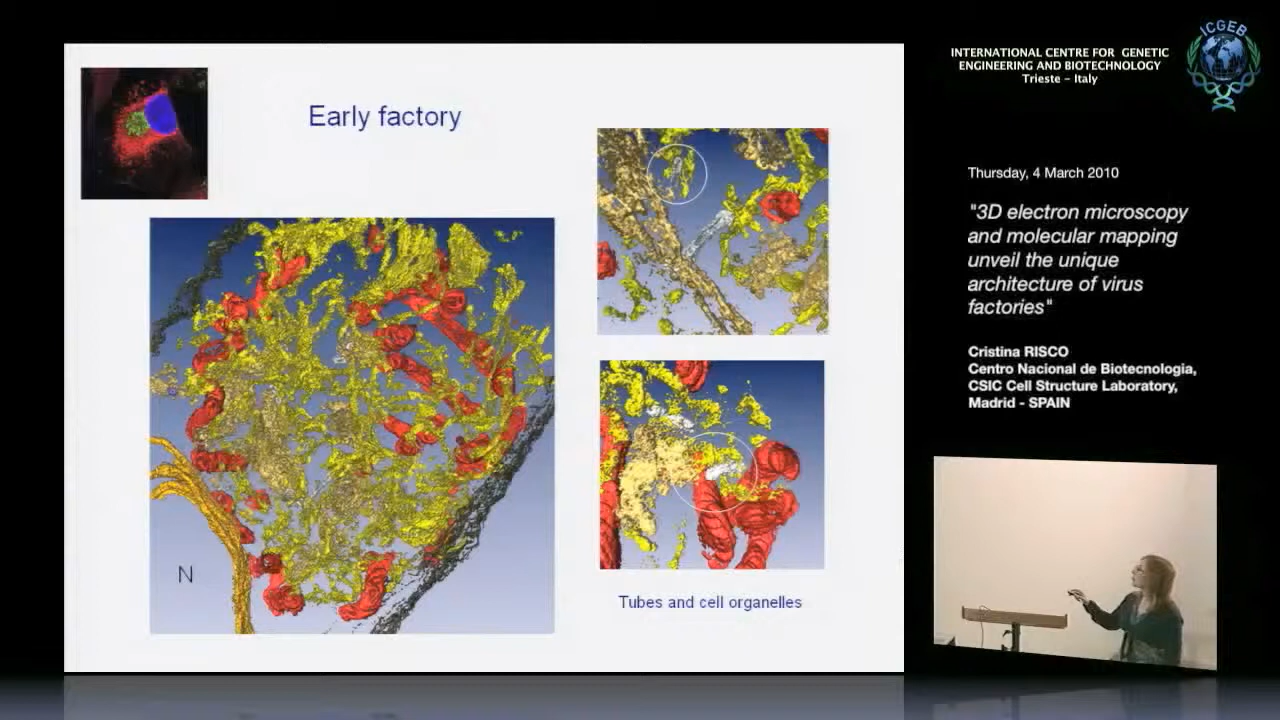 Early factory
N
Tubes and cell organelles
ICGEB
INTERNATIONAL CENTRE FOR GENETIC
ENGINEERING AND BIOTECHNOLOGY
Trieste – Italy
Thursday, 4 March 2010
"3D electron microscopy
and molecular mapping
unveil the unique
architecture of virus
factories"
Cristina RISCO
Centro Nacional de Biotecnologia,
CSIC Cell Structure Laboratory,
Madrid - SPAIN